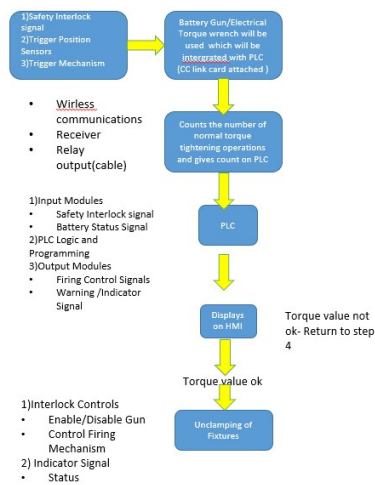 1)Safety Interlock
signal
2)Trigger Position
Sensors
3)Trigger Mechanism
Battery Gun/Electrical
Torque wrench will be
used which will be
intergrated with PLC
(CC link card attached )
• Wirless
communications
• Receiver
• Relay
output(cable)
Counts the number of
normal torque
tightening operations
and gives count on PLC
1)Input Modules
• Safety Interlock signal
• Battery Status Signal
2)PLC Logic and
Programming
3)Output Modules
• Firing Control Signals
• Warning /Indicator
Signal
PLC
Displays
on HMI
Torque value not
ok- Return to step
4
Torque value ok
1)Interlock Controls
• Enable/Disable Gun
• Control Firing
Mechanism
2) Indicator Signal
• Status
Unclamping of
Fixtures